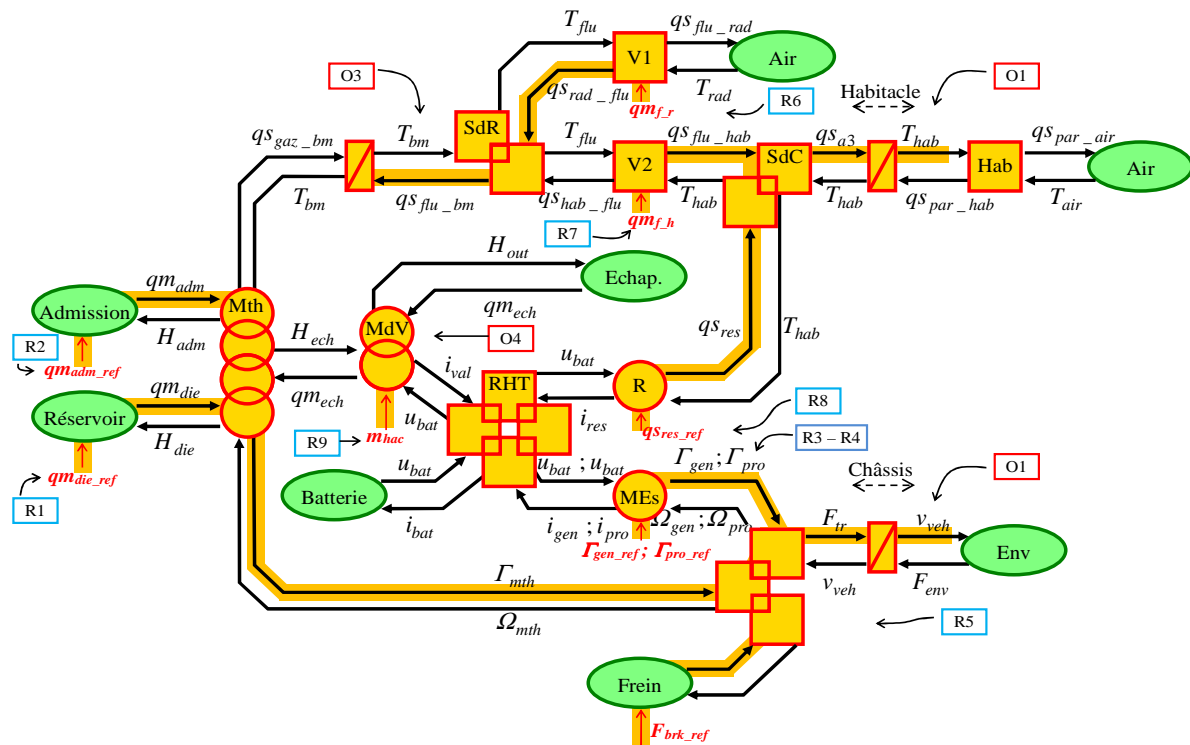 T_flu
qs_flu_rad
V1
Air
O3
qs_rad_flu
T_rad
Habitacle
O1
qm_f_r
R6
SdR
qs_gaz_bm
T_bm
T_flu
qs_flu_hab
SdC
qs_a3
T_hab
qs_par_air
V2
Hab
Air
T_bm
qs_flu_bm
qs_hab_flu
T_hab
T_hab
qs_par_hab
T_air
R7
qm_f_h
H_out
Echap.
qm_adm
Mth
qm_ech
Admission
MdV
O4
qs_res
T_hab
H_adm
H_ech
R2
qm_adm_ref
i_val
u_bat
RHT
R
qm_die
qm_ech
u_bat
i_res
R8
Réservoir
H_die
R9
m_hac
qs_res_ref
R3 – R4
u_bat
u_bat ; u_bat
Γ_gen ; Γ_pro
Châssis
O1
qm_die_ref
R1
Batterie
MEs
i_bat
i_gen ; i_pro
Ω_gen ; Ω_pro
F_tr
v_veh
Env
Γ_gen_ref ; Γ_pro_ref
Γ_mth
v_veh
F_env
Ω_mth
R5
Frein
F_brk_ref